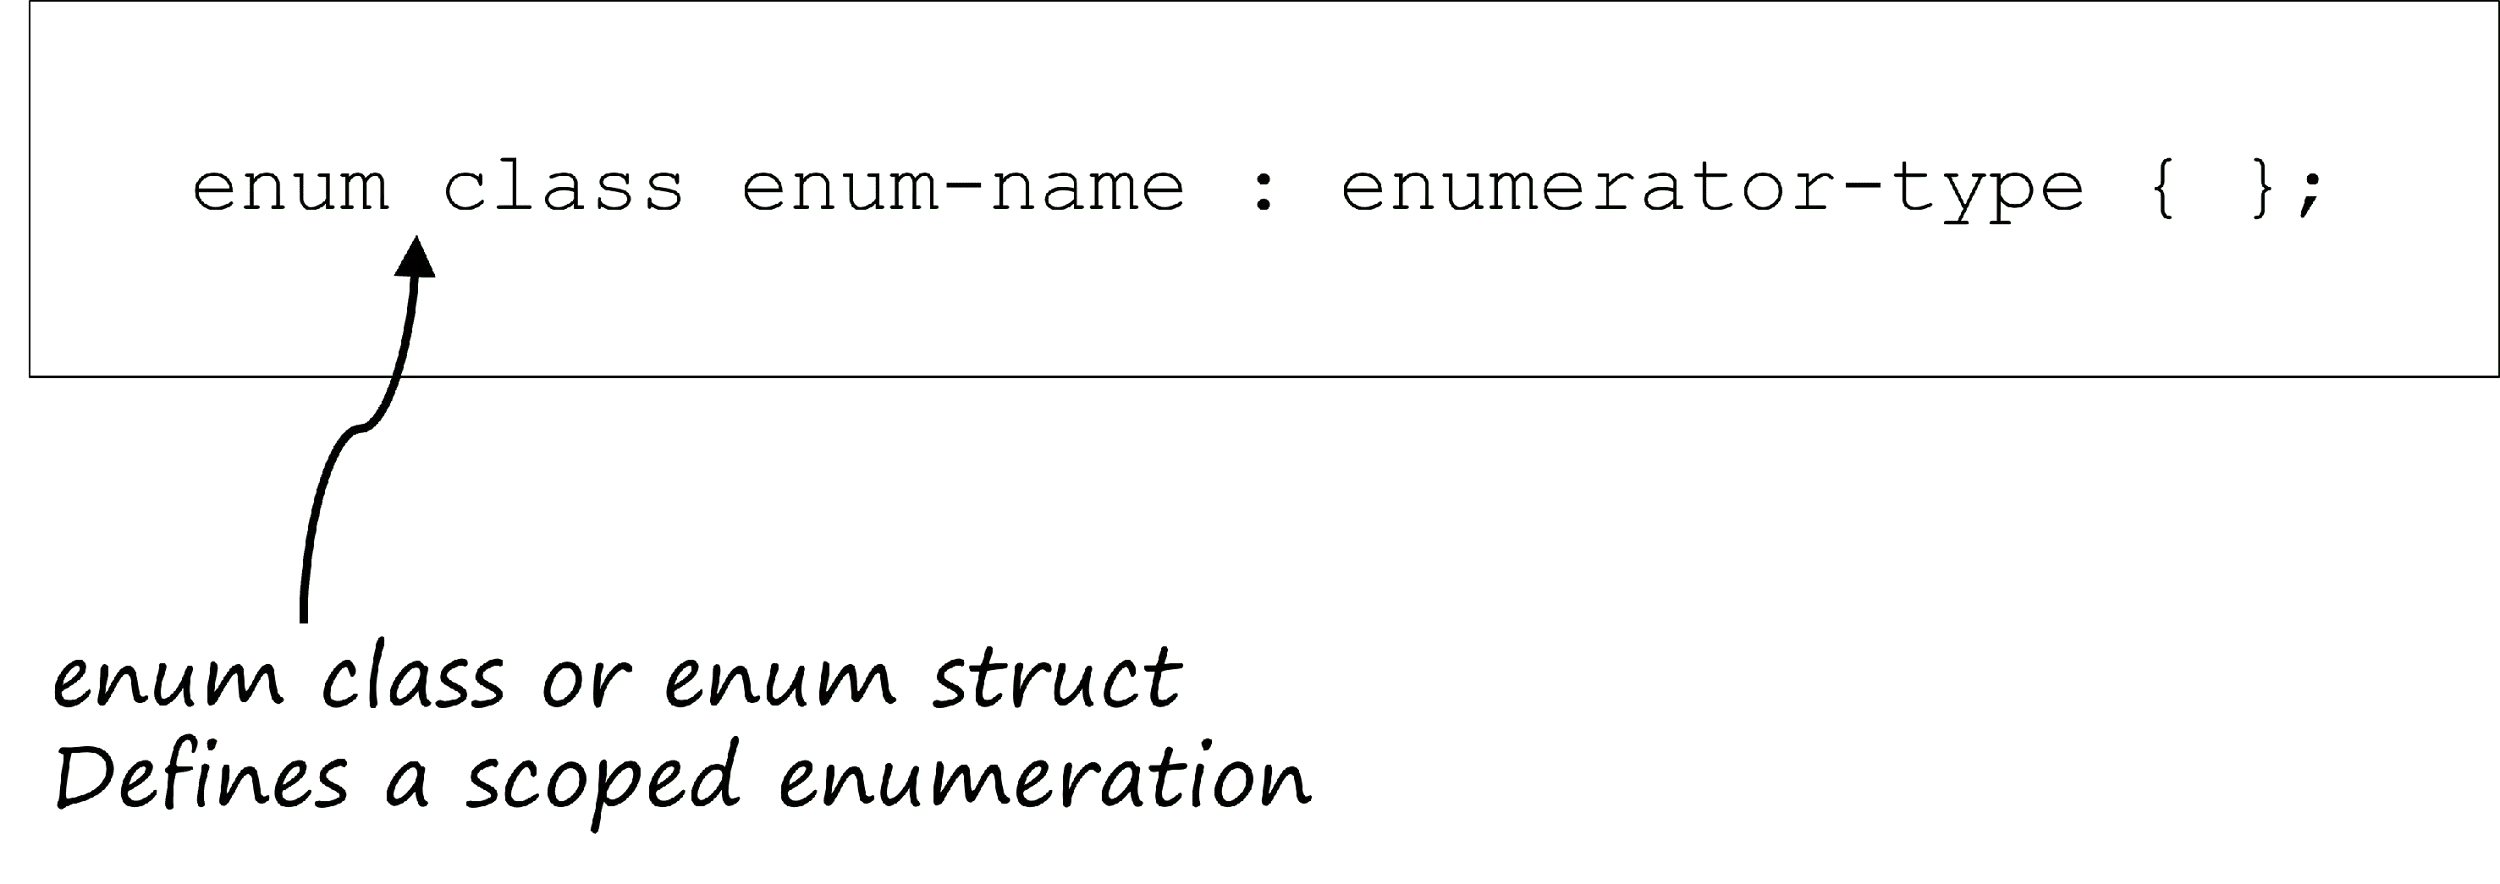 enum class enum-name : enumerator-type { };
enum class or enum struct
Defines a scoped enumeration